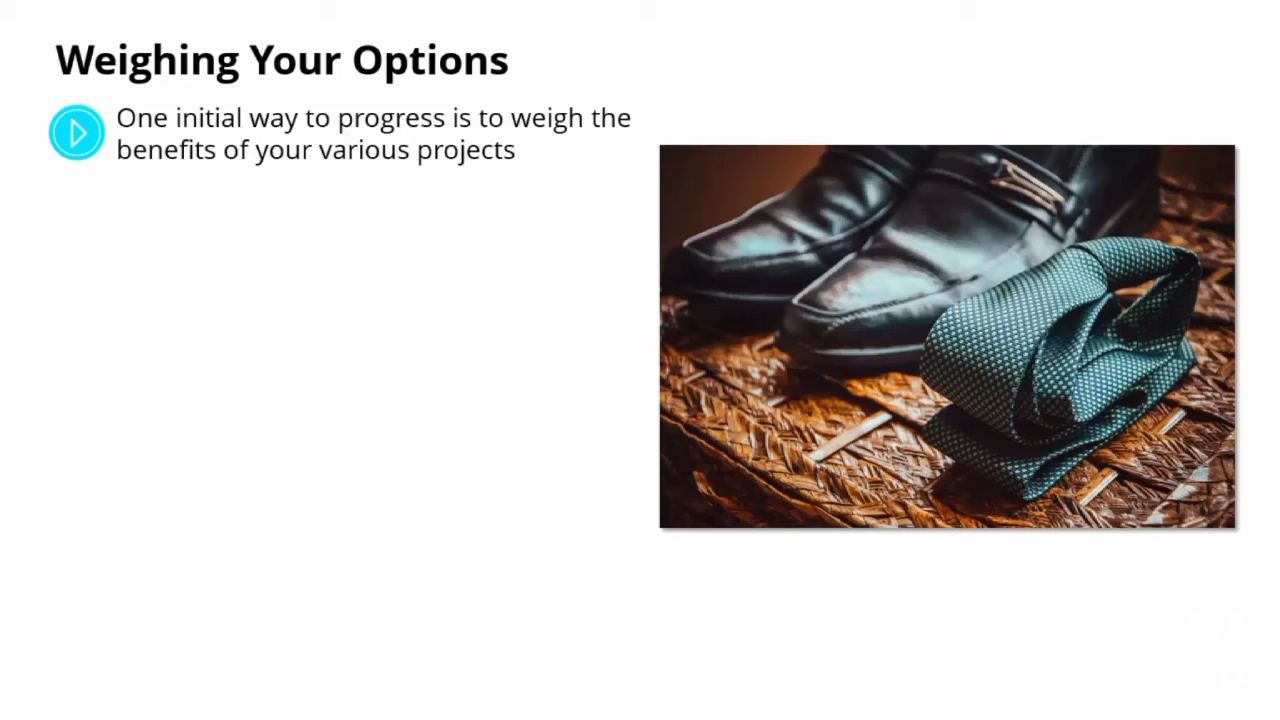 Weighing Your Options
One initial way to progress is to weigh the
benefits of your various projects